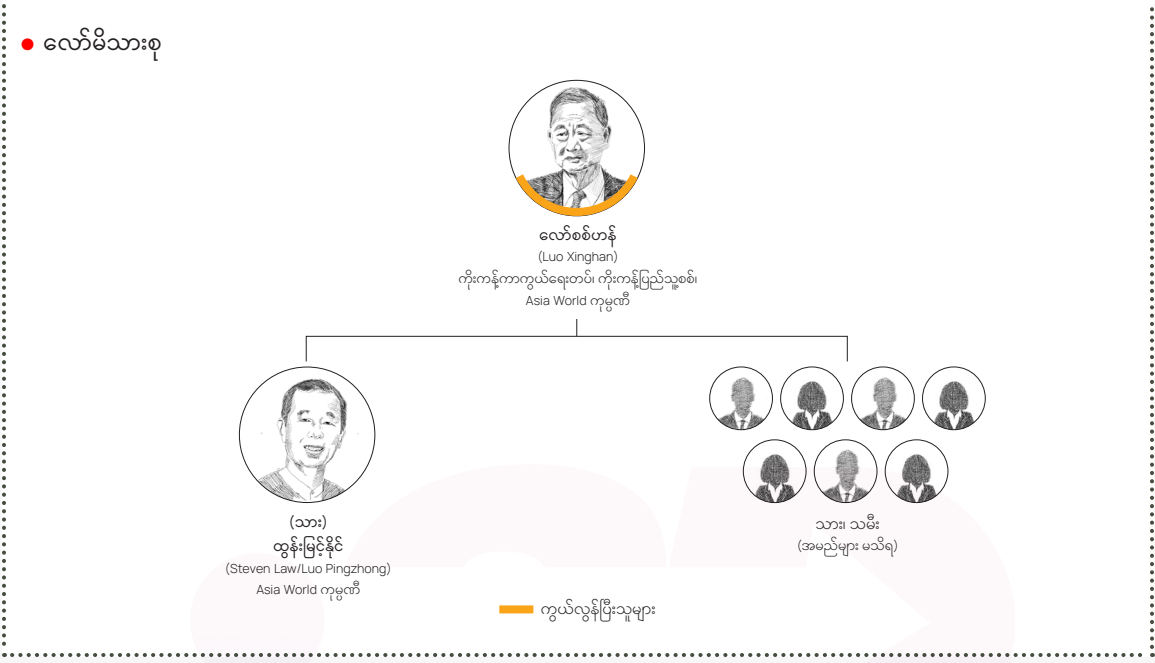 လော်မိသားစု
လော်စစ်ဟန်
(Luo Xinghan)
ကိုးကန့်ကာကွယ်ရေးတပ်၊ ကိုးကန့်ပြည်သူ့စစ်၊
Asia World ကုမ္ပဏီ
(သား)
ထွန်းမြင့်နိုင်
(Steven Law/Luo Pingzhong)
Asia World ကုမ္ပဏီ
သား၊ သမီး
(အမည်များ မသိရ)
ကွယ်လွန်ပြီးသူများ